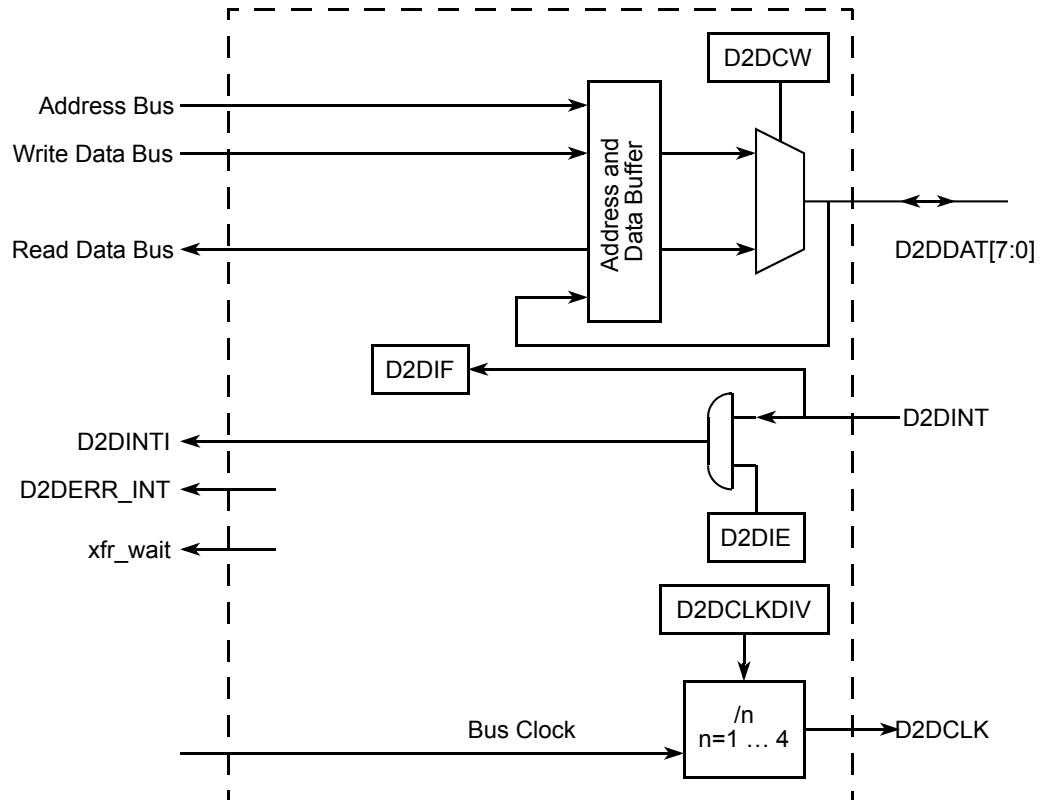 D2DCW
Address Bus
Write Data Bus
Address and
Data Buffer
Read Data Bus
D2DDAT[7:0]
D2DIF
D2DINT
D2DINTI
D2DERR_INT
D2DIE
xfr_wait
D2DCLKDIV
/n
n=1 … 4
Bus Clock
D2DCLK